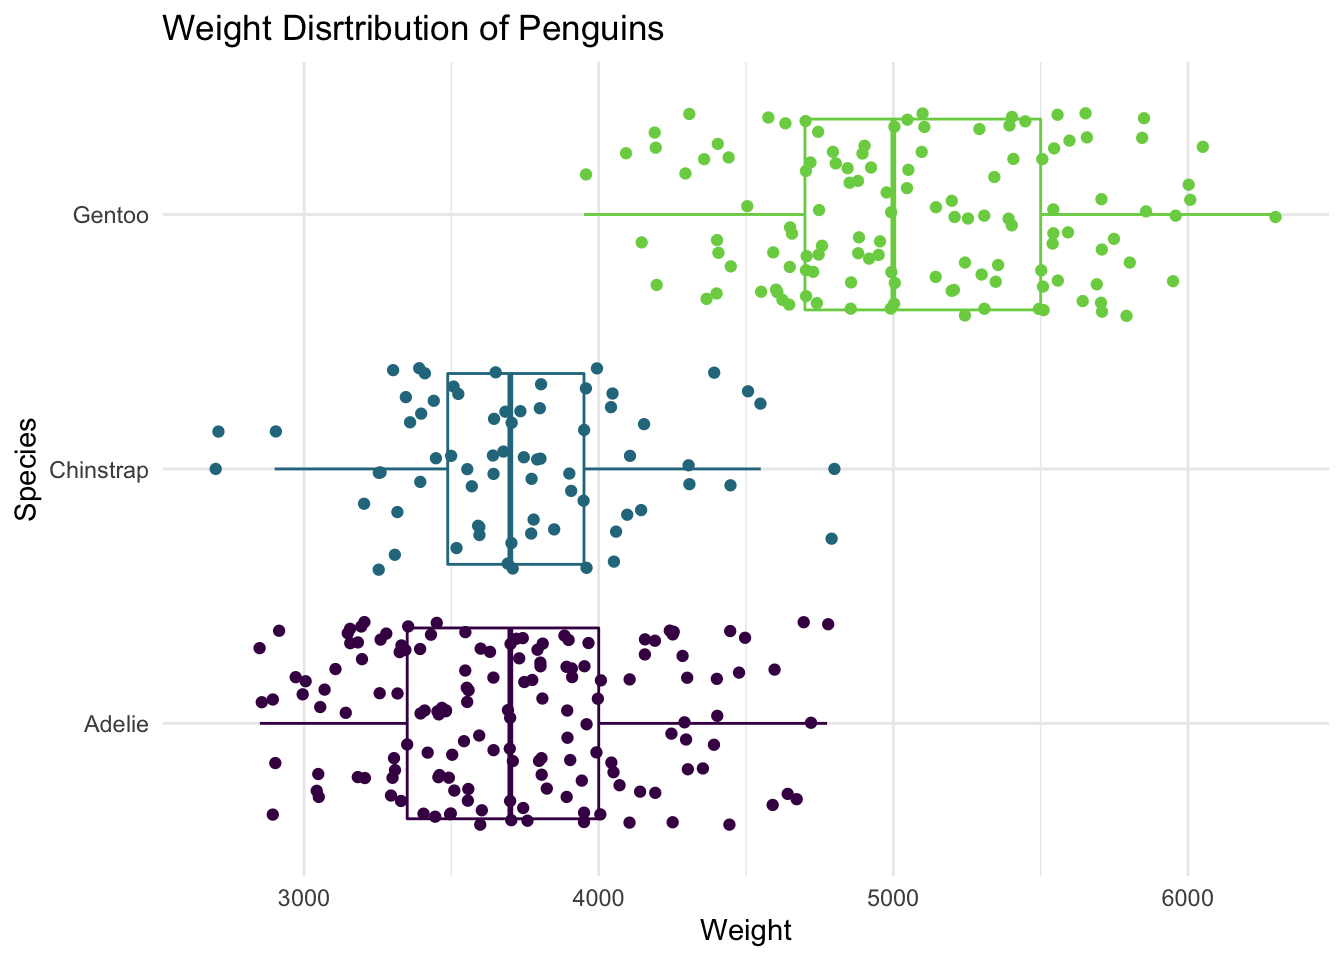 Weight Disrtribution of Penguins
Species
Gentoo
Chinstrap
Adelie
3000
4000
5000
6000
Weight